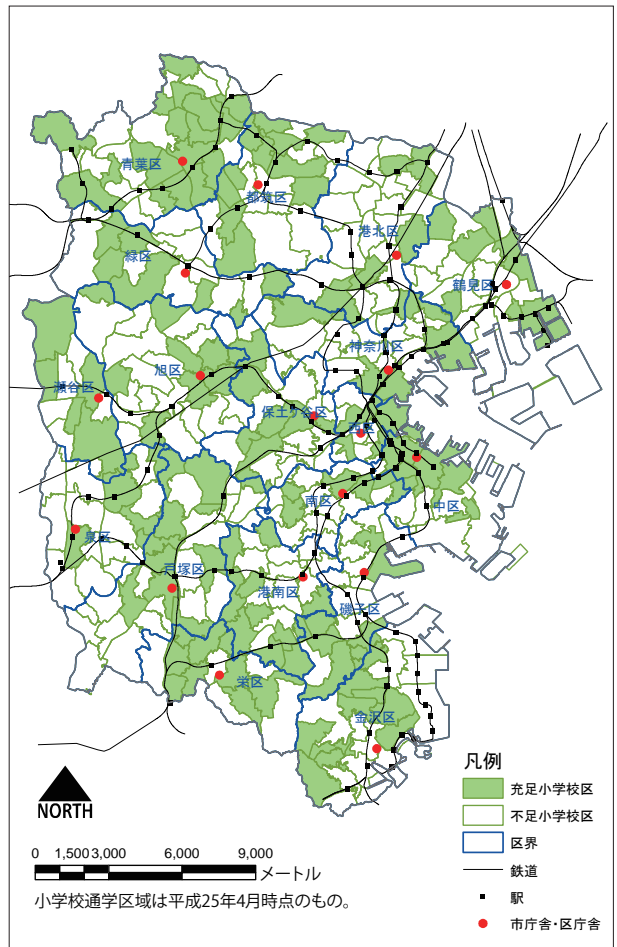 青葉区
都筑区
港北区
緑区
鶴見区
神奈川区
旭区
瀬谷区
保土ケ谷区
西区
南区
中区
泉区
戸塚区
港南区
磯子区
栄区
金沢区
NORTH
0 1,500 3,000 6,000 9,000
メートル
小学校通学区域は平成25年4月時点のもの。
凡例
充足小学校区
不足小学校区
区界
鉄道
駅
市庁舎・区庁舎